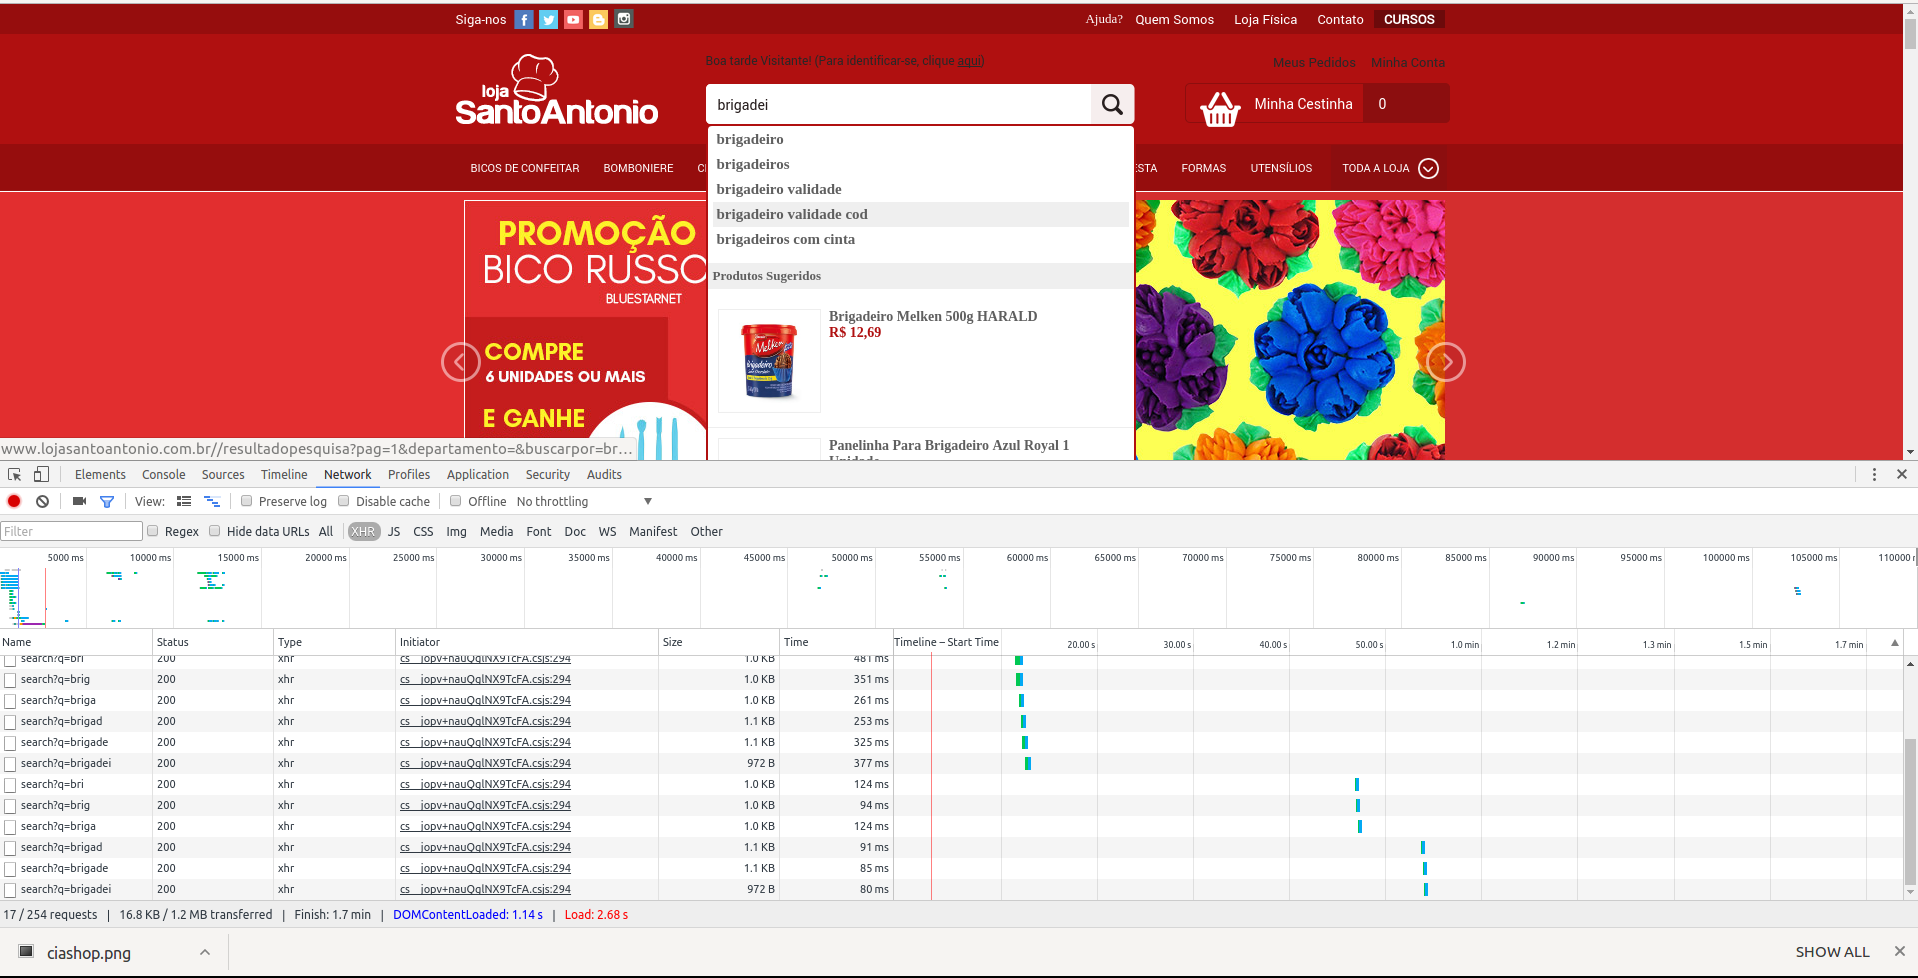 Siga-nos
Ajuda? Quem Somos Loja Física Contato CURSOS
Boa tarde Visitante! (Para identificar-se, clique aqui)
Meus Pedidos Minha Conta
loja
SantoAntonio
brigadei
Minha Cestinha 0
BICOS DE CONFEITAR BOMBONIERE C ESTA FORMAS UTENSÍLIOS TODA A LOJA
brigadeiro
brigadeiros
brigadeiro validade
brigadeiro validade cod
brigadeiros com cinta
Produtos Sugeridos
Brigadeiro Melken 500g HARALD
R$ 12,69
Melken
Brigadeiro
Panelinha Para Brigadeiro Azul Royal 1
Unidade
PROMOÇÃO
BICO RUSSO
BLUESTARNET
COMPRE
6 UNIDADES OU MAIS
E GANHE
www.lojasantoantonio.com.br//resultadopesquisa?pag=1&departamento=&buscarpor=br...
Elements Console Sources Timeline Network Profiles Application Security Audits
View: Preserve log Disable cache Offline No throttling
Filter Regex Hide data URLs All XHR JS CSS Img Media Font Doc WS Manifest Other
5000 ms 10000 ms 15000 ms 20000 ms 25000 ms 30000 ms 35000 ms 40000 ms 45000 ms 50000 ms 55000 ms 60000 ms 65000 ms 70000 ms 75000 ms 80000 ms 85000 ms 90000 ms 95000 ms 100000 ms 105000 ms 110000
Name Status Type Initiator Size Time Timeline – Start Time 20.00 s 30.00 s 40.00 s 50.00 s 1.0 min 1.2 min 1.3 min 1.5 min 1.7 min
search?q=bri 200 xhr cs__jopv+nauQqlNX9TcFA.csjs:294 1.0 KB 481 ms
search?q=brig 200 xhr cs__jopv+nauQqlNX9TcFA.csjs:294 1.0 KB 351 ms
search?q=briga 200 xhr cs__jopv+nauQqlNX9TcFA.csjs:294 1.0 KB 261 ms
search?q=brigad 200 xhr cs__jopv+nauQqlNX9TcFA.csjs:294 1.1 KB 253 ms
search?q=brigade 200 xhr cs__jopv+nauQqlNX9TcFA.csjs:294 1.1 KB 325 ms
search?q=brigadei 200 xhr cs__jopv+nauQqlNX9TcFA.csjs:294 972 B 377 ms
search?q=bri 200 xhr cs__jopv+nauQqlNX9TcFA.csjs:294 1.0 KB 124 ms
search?q=brig 200 xhr cs__jopv+nauQqlNX9TcFA.csjs:294 1.0 KB 94 ms
search?q=briga 200 xhr cs__jopv+nauQqlNX9TcFA.csjs:294 1.0 KB 124 ms
search?q=brigad 200 xhr cs__jopv+nauQqlNX9TcFA.csjs:294 1.1 KB 91 ms
search?q=brigade 200 xhr cs__jopv+nauQqlNX9TcFA.csjs:294 1.1 KB 85 ms
search?q=brigadei 200 xhr cs__jopv+nauQqlNX9TcFA.csjs:294 972 B 80 ms
17 / 254 requests | 16.8 KB / 1.2 MB transferred | Finish: 1.7 min | DOMContentLoaded: 1.14 s | Load: 2.68 s
ciashop.png SHOW ALL